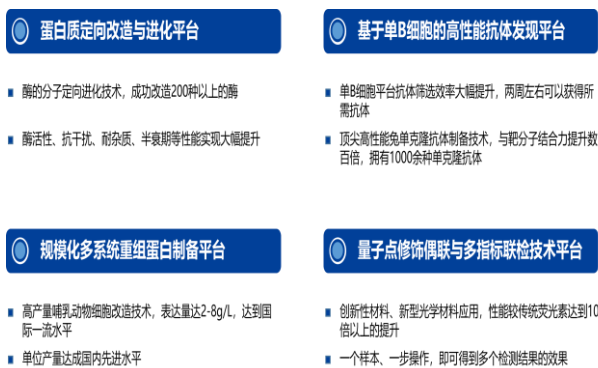 蛋白质定向改造与进化平台
酶的分子定向进化技术，成功改造200种以上的酶
酶活性、抗干扰、耐杂质、半衰期等性能实现大幅提升
基于单B细胞的高性能抗体发现平台
单B细胞平台抗体筛选效率大幅提升，两周左右可以获得所
需抗体
顶尖高性能兔单克隆抗体制备技术，与靶分子结合力提升数
百倍，拥有1000余种单克隆抗体
规模化多系统重组蛋白制备平台
高产量哺乳动物细胞改造技术，表达量达2-8g/L，达到国
际一流水平
单位产量达成国内先进水平
量子点修饰偶联与多指标联检技术平台
创新性材料、新型光学材料应用，性能较传统荧光素达到10
倍以上的提升
一个样本、一步操作，即可得到多个检测结果的效果